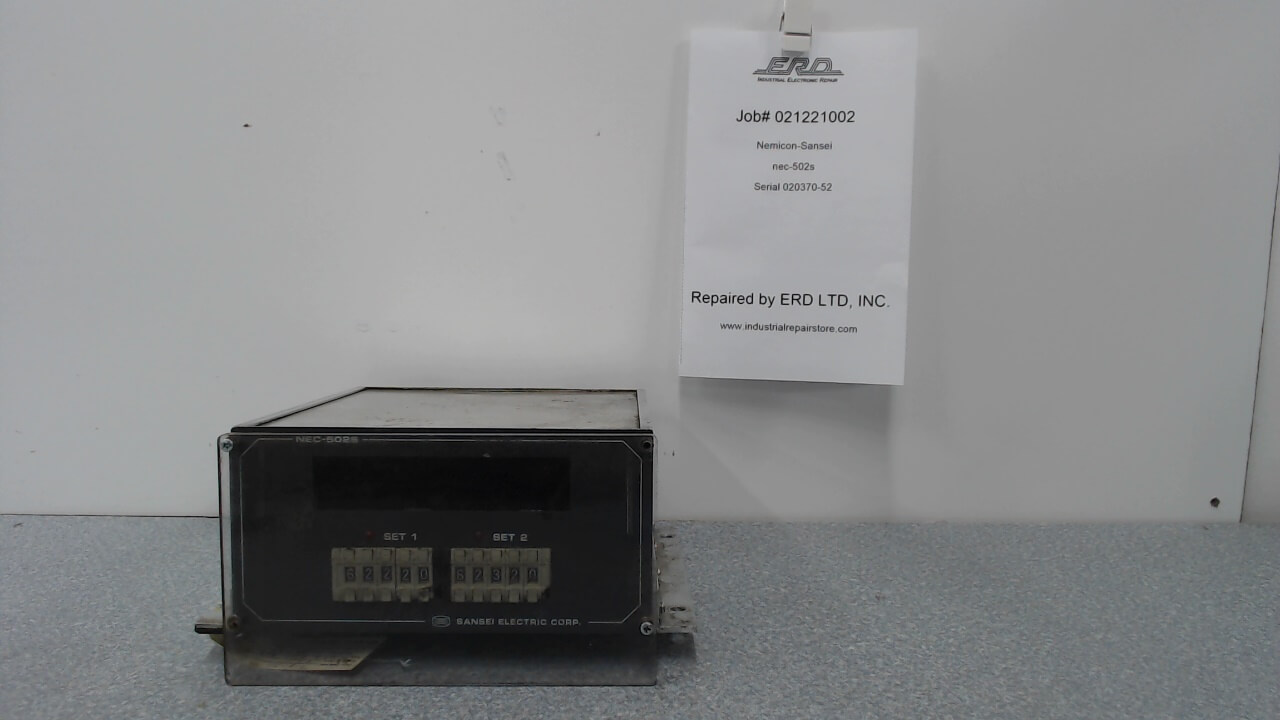 ERD
INDUSTRIAL ELECTRONIC REPAIR
Job# 021221002
Nemicon-Sansei
nec-502s
Serial 020370-52
Repaired by ERD LTD, INC.
www.industrialrepairstore.com
NEC-502S
SET 1 SET 2
62320
SANSEI ELECTRIC CORP.